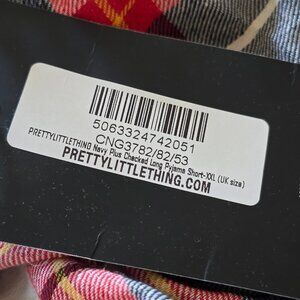 5063324742051
CNG3782/82/53
PRETTYLITTLETHING Navy Plus Checked Long Pyjama Short-XXL (UK size)
PRETTYLITTLETHING.COM